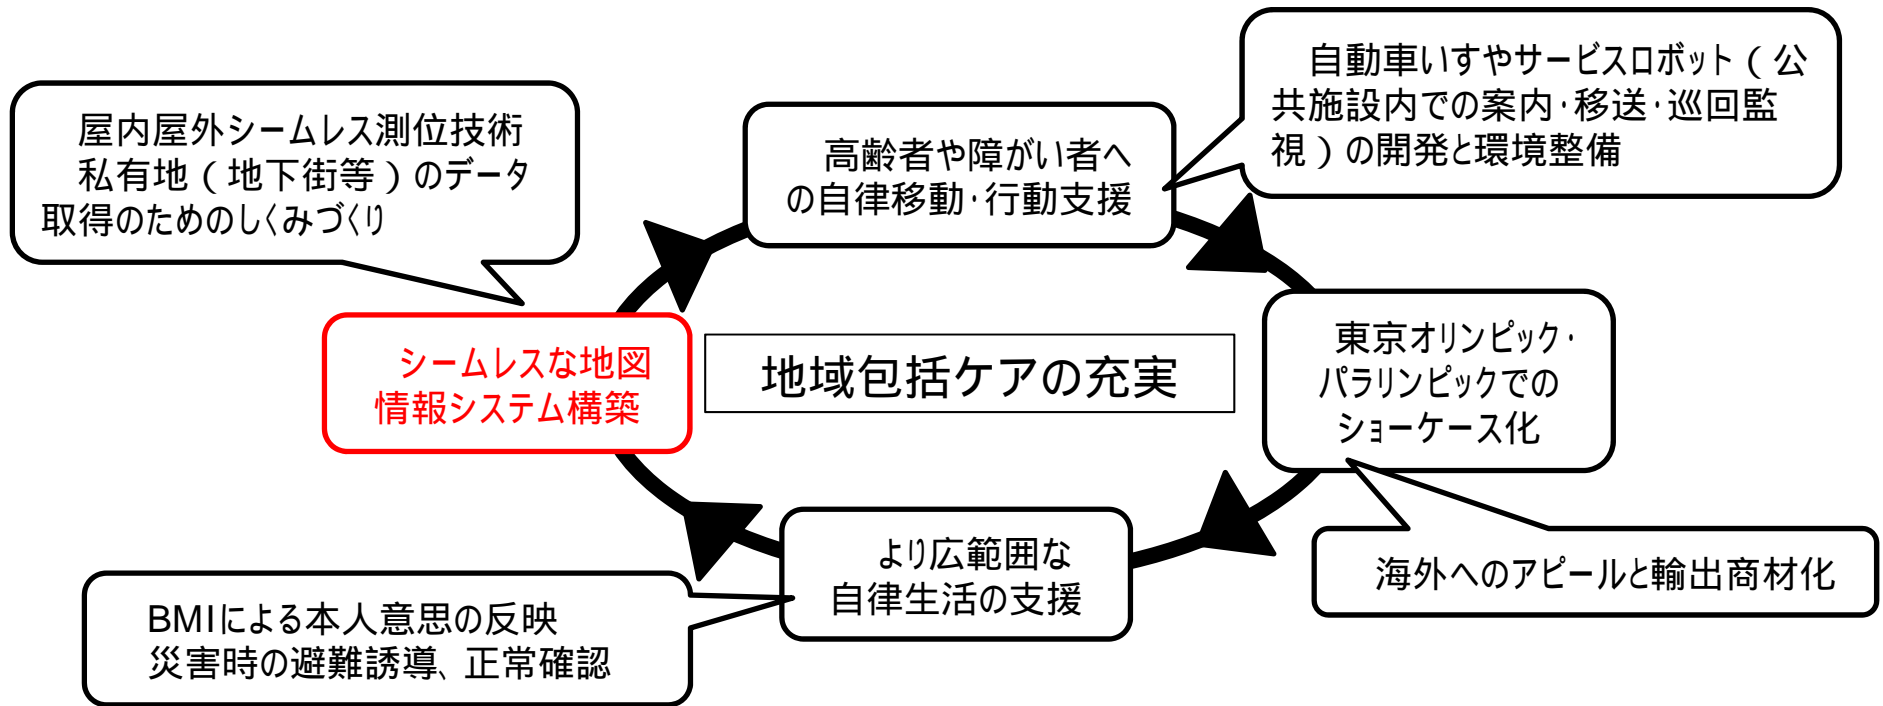 屋内屋外シームレス測位技術
私有地(地下街等)のデータ
取得のためのしくみづくり
高齢者や障がい者へ
の自律移動・行動支援
自動車いすやサービスロボット(公
共施設内での案内・移送・巡回監
視)の開発と環境整備
シームレスな地図
情報システム構築
地域包括ケアの充実
東京オリンピック・
パラリンピックでの
ショーケース化
より広範囲な
自律生活の支援
海外へのアピールと輸出商材化
BMIによる本人意思の反映
災害時の避難誘導、正常確認